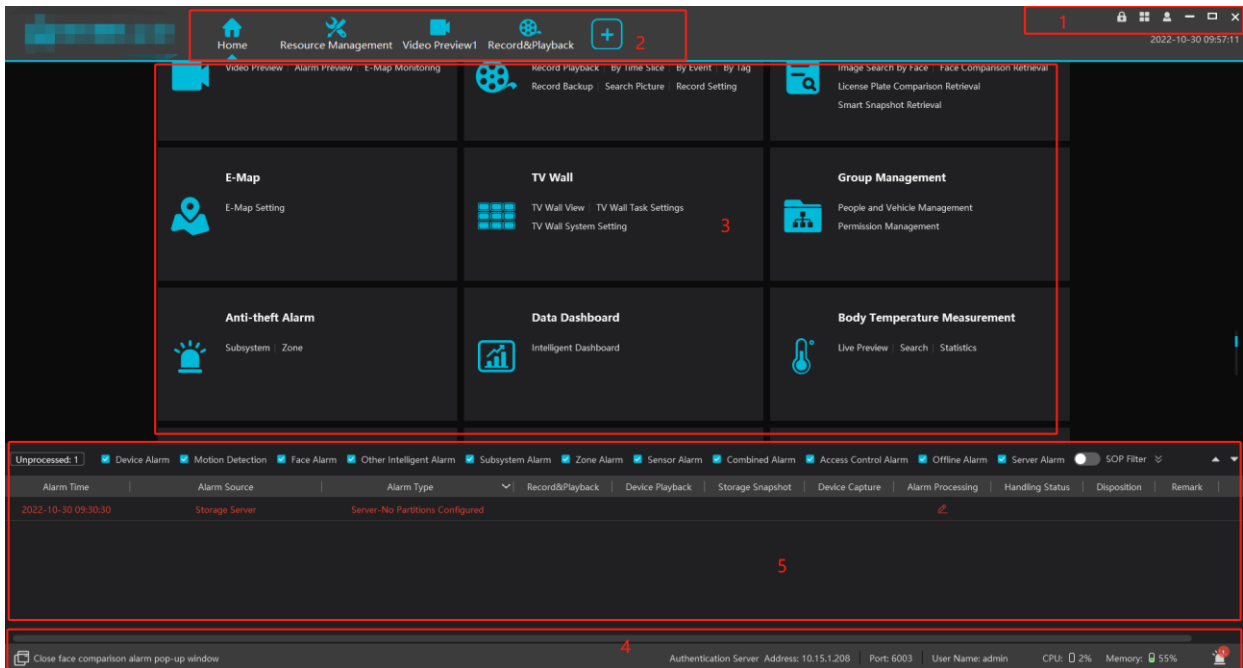 1
2022-10-30 09:57:11
Home Resource Management Video Preview1 Record&Playback 2
Video Preview | Alarm Preview | E-Map Monitoring
Record Playback | By Time Slice | By Event | By Tag
Record Backup | Search Picture | Record Setting
Image Search by Face | Face Comparison Retrieval
License Plate Comparison Retrieval
Smart Snapshot Retrieval
E-Map
E-Map Setting
TV Wall
TV Wall View | TV Wall Task Settings
TV Wall System Setting
3
Group Management
People and Vehicle Management
Permission Management
Anti-theft Alarm
Subsystem | Zone
Data Dashboard
Intelligent Dashboard
Body Temperature Measurement
Live Preview | Search | Statistics
Unprocessed: 1 Device Alarm Motion Detection Face Alarm Other Intelligent Alarm Subsystem Alarm Zone Alarm Sensor Alarm Combined Alarm Access Control Alarm Offline Alarm Server Alarm SOP Filter
Alarm Time | Alarm Source | Alarm Type | Record&Playback | Device Playback | Storage Snapshot | Device Capture | Alarm Processing | Handling Status | Disposition | Remark |
2022-10-30 09:30:30 Storage Server Server-No Partitions Configured
5
4
Close face comparison alarm pop-up window Authentication Server Address: 10.15.1.208 Port: 6003 User Name: admin CPU: 2% Memory: 55% 1